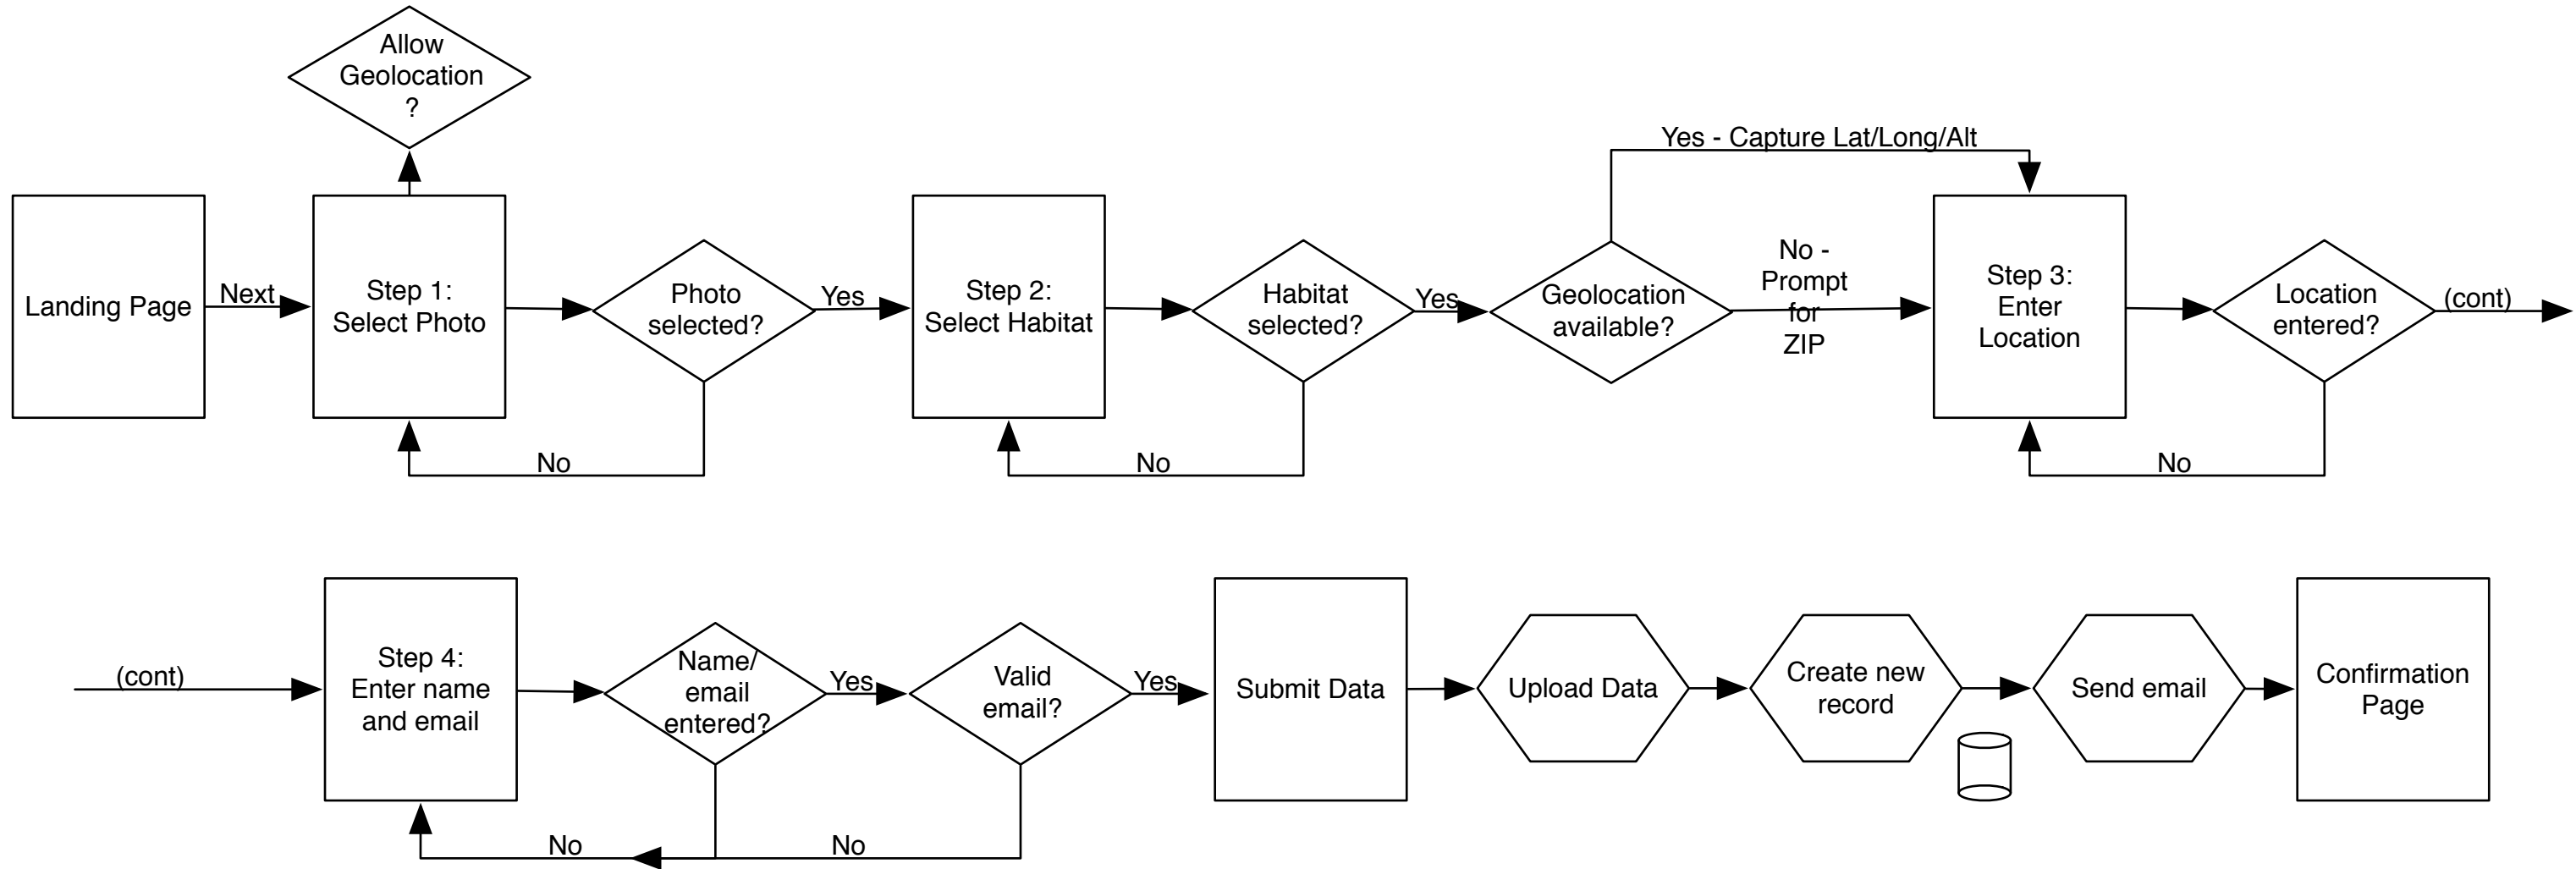 Allow
Geolocation
?
Landing Page
Next
Step 1:
Select Photo
Photo
selected?
Yes
No
Step 2:
Select Habitat
Habitat
selected?
Yes
No
Geolocation
available?
Yes - Capture Lat/Long/Alt
No -
Prompt
for
ZIP
Step 3:
Enter
Location
Location
entered?
(cont)
No
(cont)
Step 4:
Enter name
and email
Name/
email
entered?
Yes
No
Valid
email?
Yes
No
Submit Data
Upload Data
Create new
record
Send email
Confirmation
Page